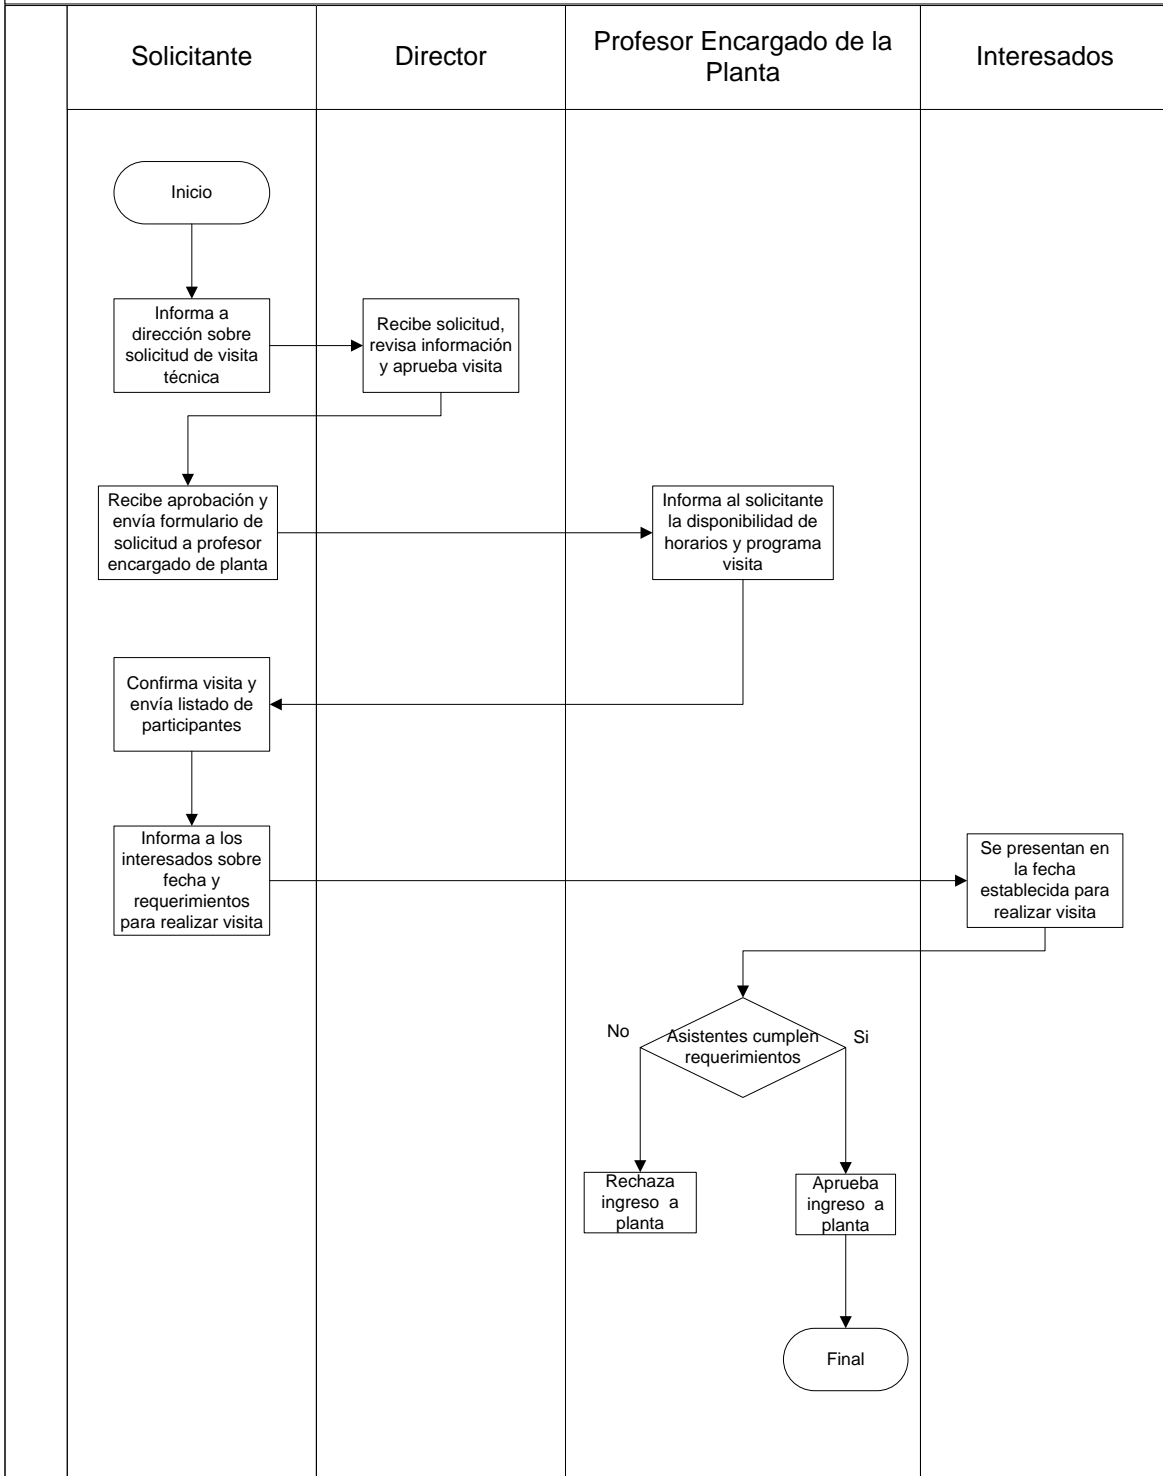 Solicitante
Director
Profesor Encargado de la
Planta
Interesados
Inicio
Informa a
dirección sobre
solicitud de visita
técnica
Recibe solicitud,
revisa información
y aprueba visita
Recibe aprobación y
envía formulario de
solicitud a profesor
encargado de planta
Informa al solicitante
la disponibilidad de
horarios y programa
visita
Confirma visita y
envía listado de
participantes
Informa a los
interesados sobre
fecha y
requerimientos
para realizar visita
Se presentan en
la fecha
establecida para
realizar visita
No
Asistentes cumplen
requerimientos
Si
Rechaza
ingreso a
planta
Aprueba
ingreso a
planta
Final